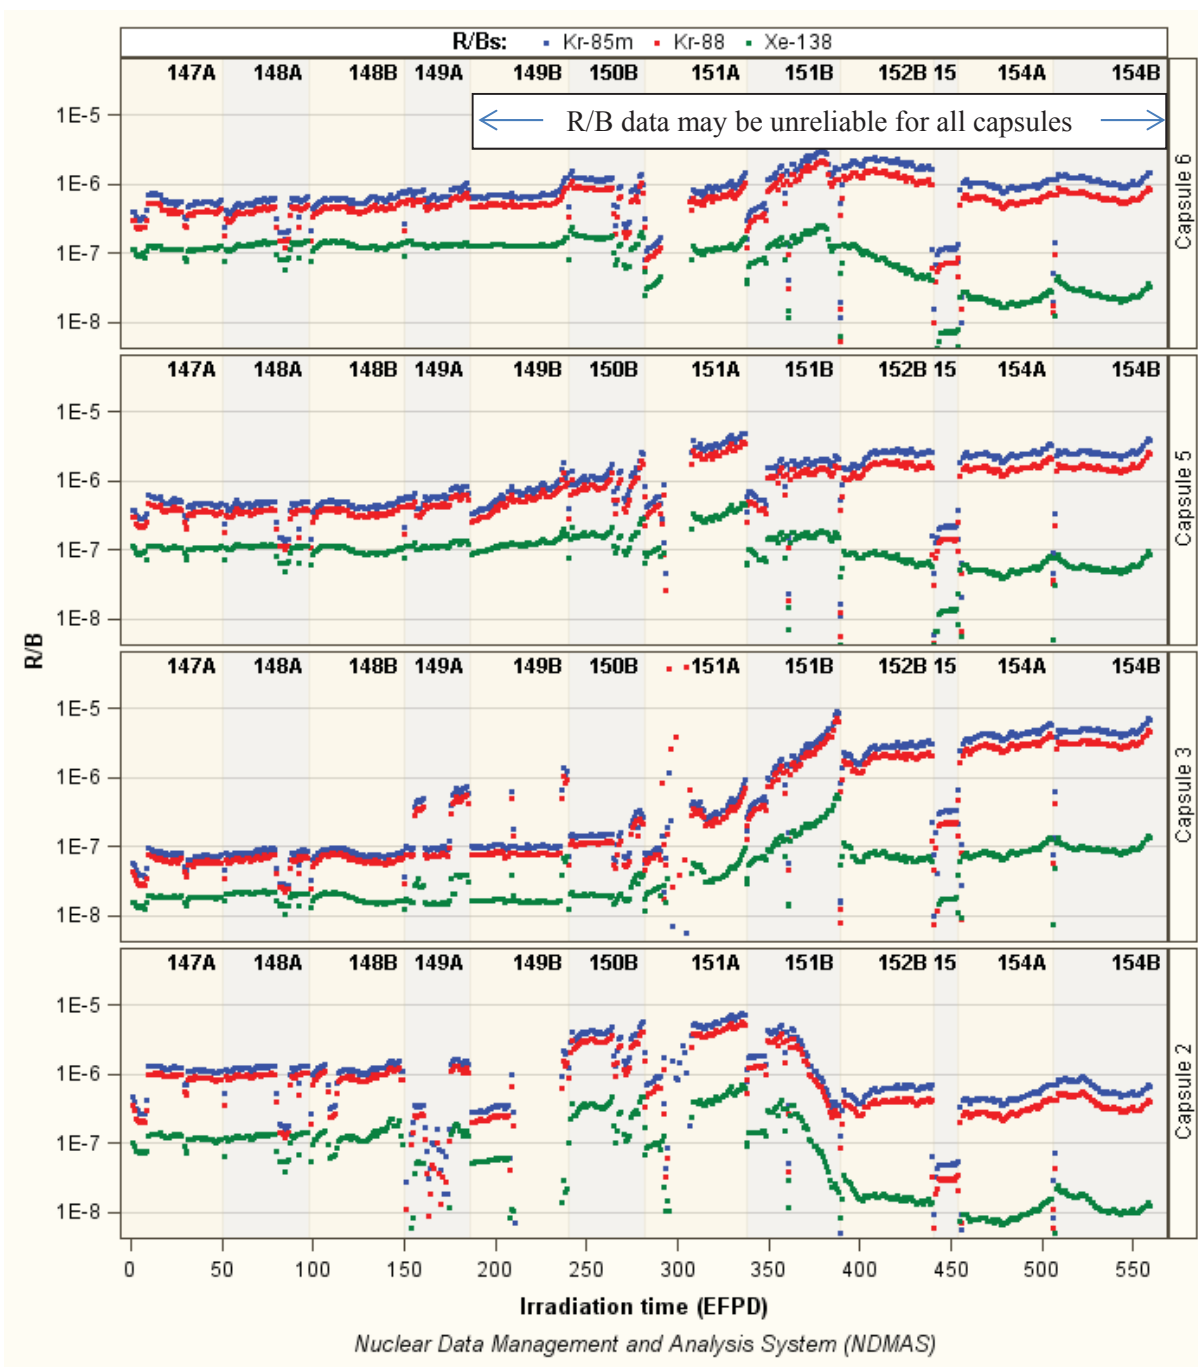 R/Bs: Kr-85m Kr-88 Xe-138
147A 148A 148B 149A 149B 150B 151A 151B 152B 15 154A 154B
R/B data may be unreliable for all capsules
1E-5
1E-6
1E-7
1E-8
Capsule 6
147A 148A 148B 149A 149B 150B 151A 151B 152B 15 154A 154B
1E-5
1E-6
1E-7
1E-8
Capsule 5
R/B
147A 148A 148B 149A 149B 150B 151A 151B 152B 15 154A 154B
1E-5
1E-6
1E-7
1E-8
Capsule 3
147A 148A 148B 149A 149B 150B 151A 151B 152B 15 154A 154B
1E-5
1E-6
1E-7
1E-8
Capsule 2
0 50 100 150 200 250 300 350 400 450 500 550
Irradiation time (EFPD)
Nuclear Data Management and Analysis System (NDMAS)